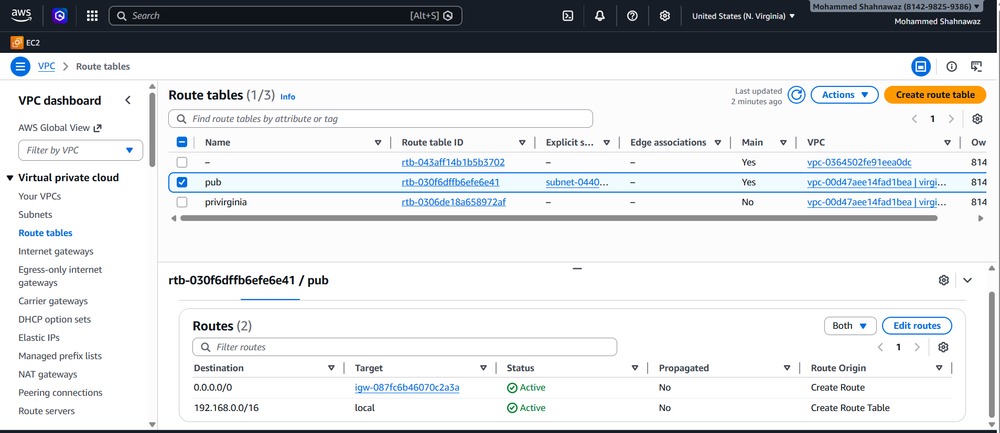 aws
Search [Alt+S]
United States (N. Virginia)
Mohammed Shahnawaz (8142-9825-9386)
Mohammed Shahnawaz
EC2
VPC
Route tables
VPC dashboard
AWS Global View
Filter by VPC
Virtual private cloud
Your VPCs
Subnets
Route tables
Internet gateways
Egress-only internet
gateways
Carrier gateways
DHCP option sets
Elastic IPs
Managed prefix lists
NAT gateways
Peering connections
Route servers
Route tables (1/3) Info
Last updated
2 minutes ago
Actions
Create route table
Find route tables by attribute or tag
1
Name Route table ID Explicit s... Edge associations Main VPC Ow
– rtb-043aff14b1b5b3702 – – Yes vpc-0364502fe91eea0dc 814
pub rtb-030f6dffb6efe6e41 subnet-0440... – Yes vpc-00d47aee14fad1bea | virgi... 814
privirginia rtb-0306de18a658972af – – No vpc-00d47aee14fad1bea | virgi... 814
rtb-030f6dffb6efe6e41 / pub
Routes (2)
Both
Edit routes
Filter routes
1
Destination Target Status Propagated Route Origin
0.0.0.0/0 igw-087fc6b46070c2a3a Active No Create Route
192.168.0.0/16 local Active No Create Route Table